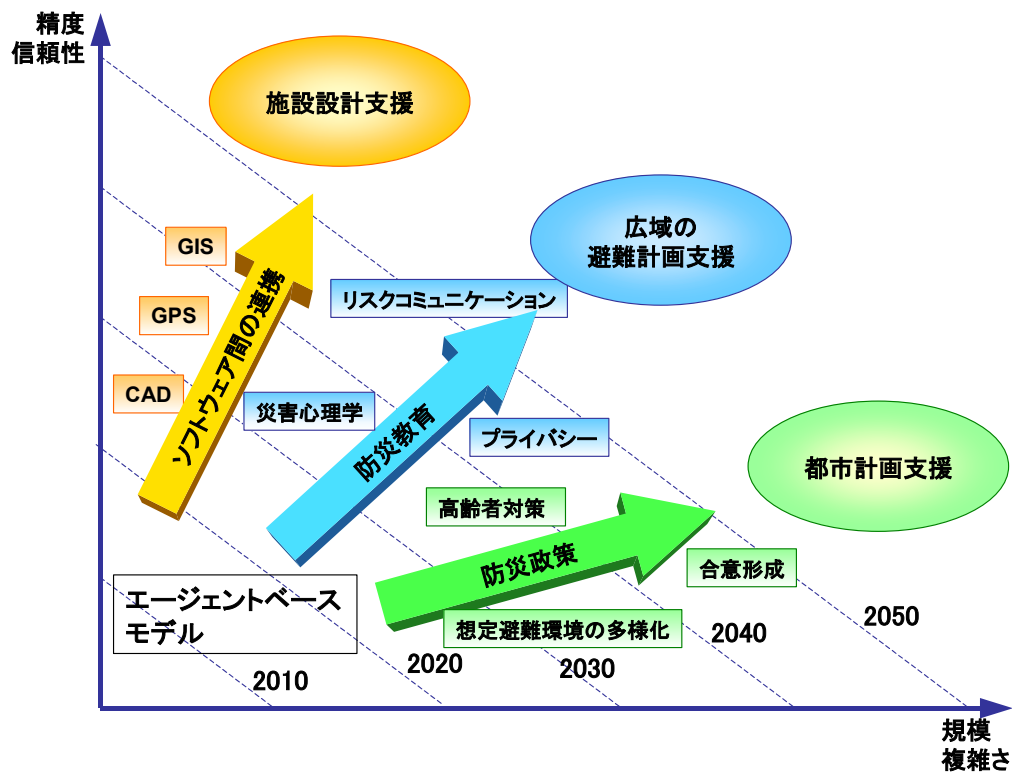 精度
信頼性
施設設計支援
広域の
避難計画支援
GIS
リスクコミュニケーション
GPS
ソフトウェア間の連携
CAD
災害心理学
防災教育
プライバシー
都市計画支援
高齢者対策
防災政策
合意形成
エージェントベース
モデル
想定避難環境の多様化
2010
2020
2030
2040
2050
規模
複雑さ